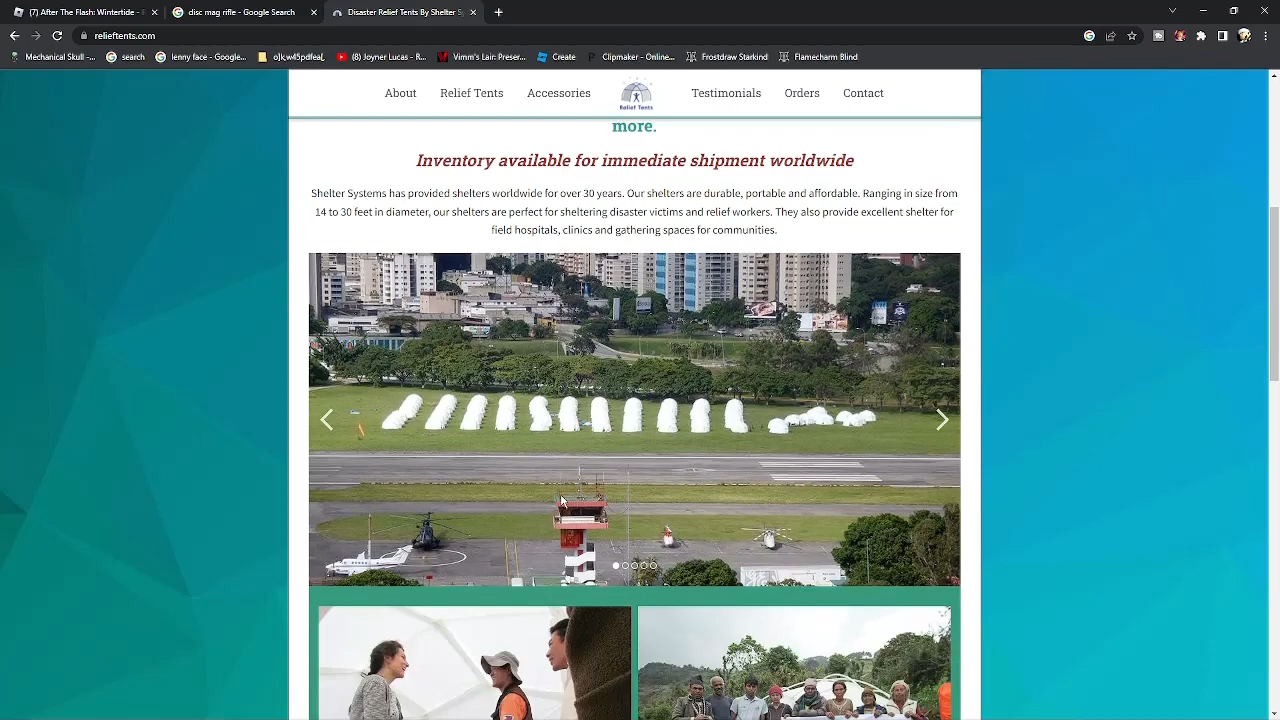 (7) After The Flash Wintertide -
discman rife - Google Search
Disaster Relief Tents By
relieftents.com
Mechanical Skull -...
search
lenny face - Google...
(8) Joyner Lucas - R...
Vimm's Lair: Preser...
Create
Clipmaker - Online...
Frostdrang Starkind
Flamecharm Blind
About
Relief Tents
Accessories
Relief Tents
Testimonials
Orders
Contact
more.
Inventory available for immediate shipment worldwide
Shelter Systems has provided shelters worldwide for over 30 years. Our shelters are durable, portable and affordable. Ranging in size from
14 to 30 feet in diameter, our shelters are perfect for sheltering disaster victims and relief workers. They also provide excellent shelter for
field hospitals, clinics and gathering spaces for communities.